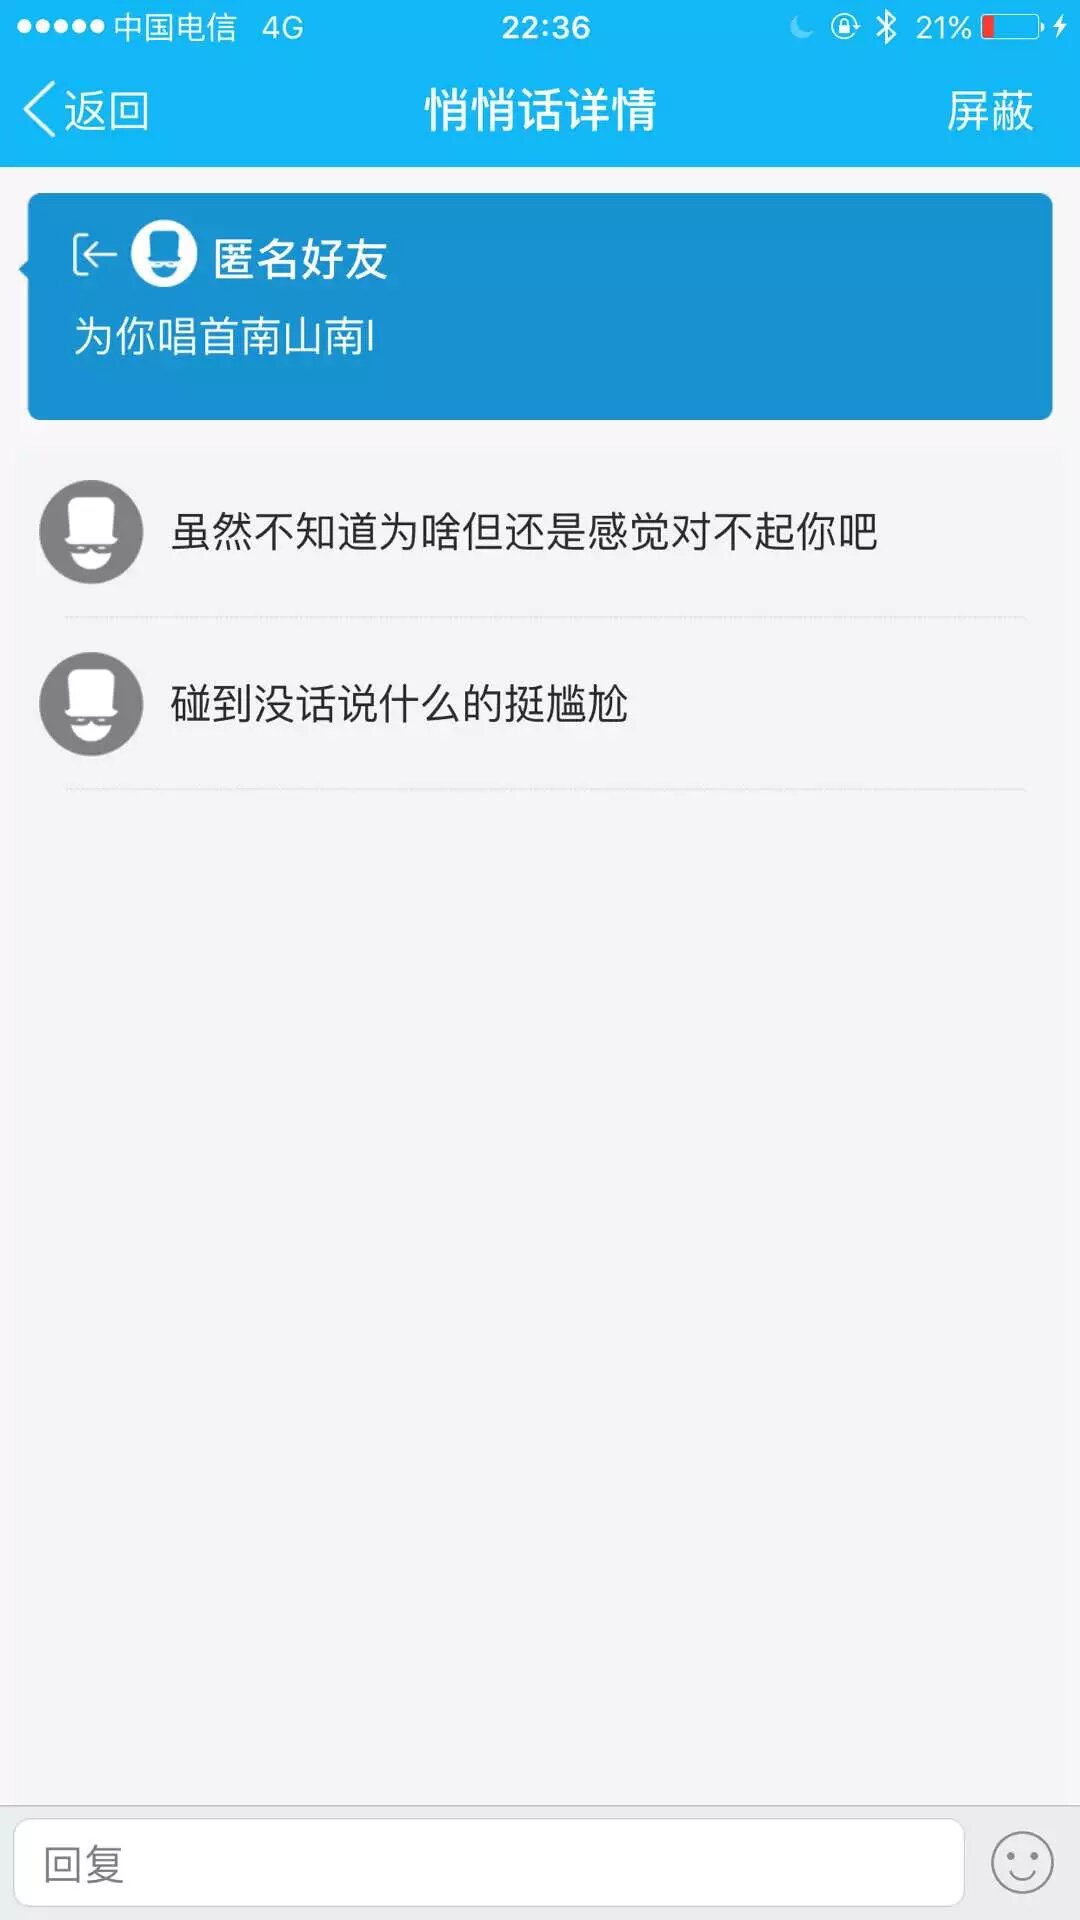 中国电信 4G 22:36 21%
返回 悄悄话详情 屏蔽
匿名好友
为你唱首南山南l
虽然不知道为啥但还是感觉对不起你吧
碰到没话说什么的挺尴尬
回复